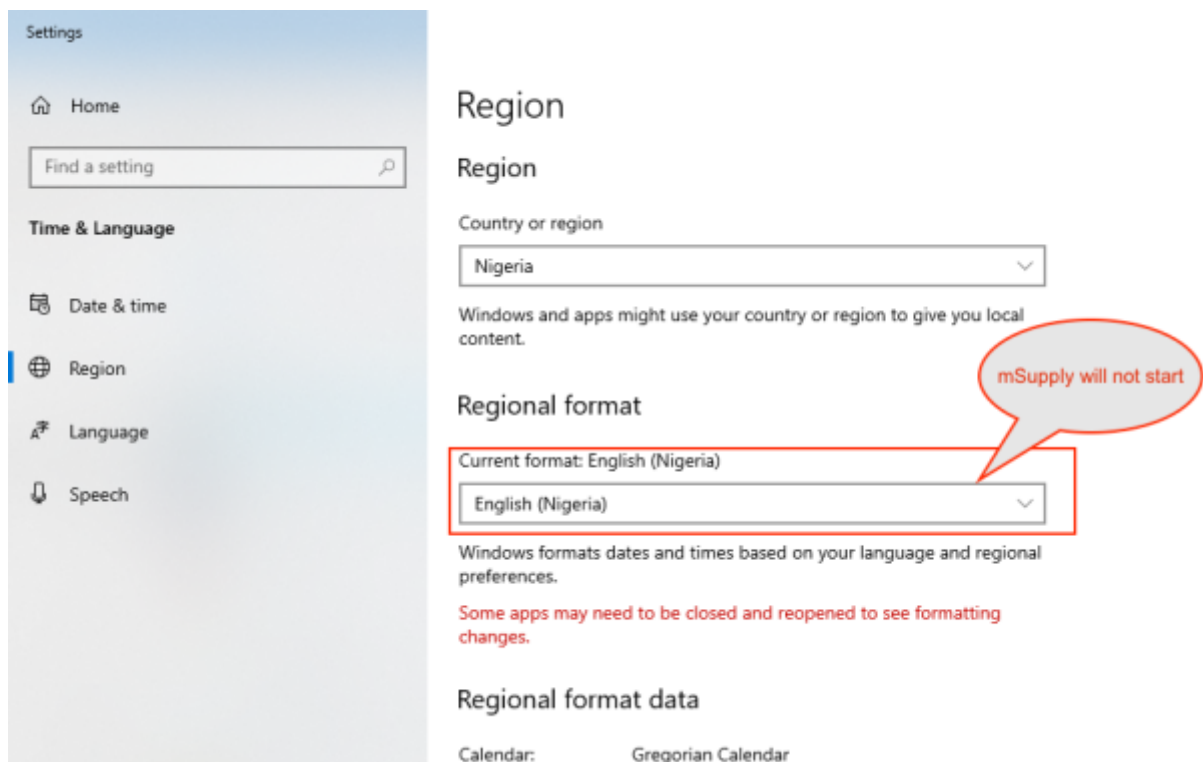 Settings
Home
Find a setting
Time & Language
Date & time
Region
Language
Speech
Region
Region
Country or region
Nigeria
Windows and apps might use your country or region to give you local
content.
mSupply will not start
Regional format
Current format: English (Nigeria)
English (Nigeria)
Windows formats dates and times based on your language and regional
preferences.
Some apps may need to be closed and reopened to see formatting
changes.
Regional format data
Calendar: Gregorian Calendar